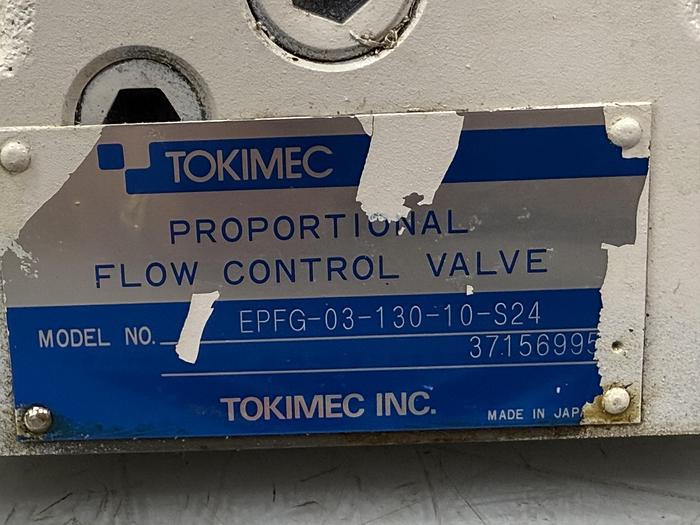 TOKIMEC
PROPORTIONAL
FLOW CONTROL VALVE
MODEL NO. EPFG-03-130-10-S24
37156995
TOKIMEC INC.
MADE IN JAPA